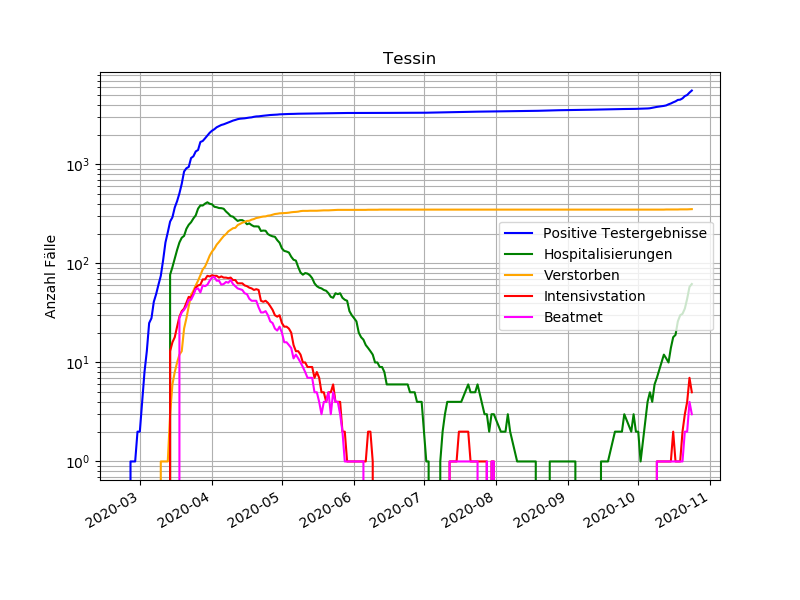 Tessin
Anzahl Fälle
10³
10²
10¹
10⁰
Positive Testergebnisse
Hospitalisierungen
Verstorben
Intensivstation
Beatmet
2020-03
2020-04
2020-05
2020-06
2020-07
2020-08
2020-09
2020-10
2020-11